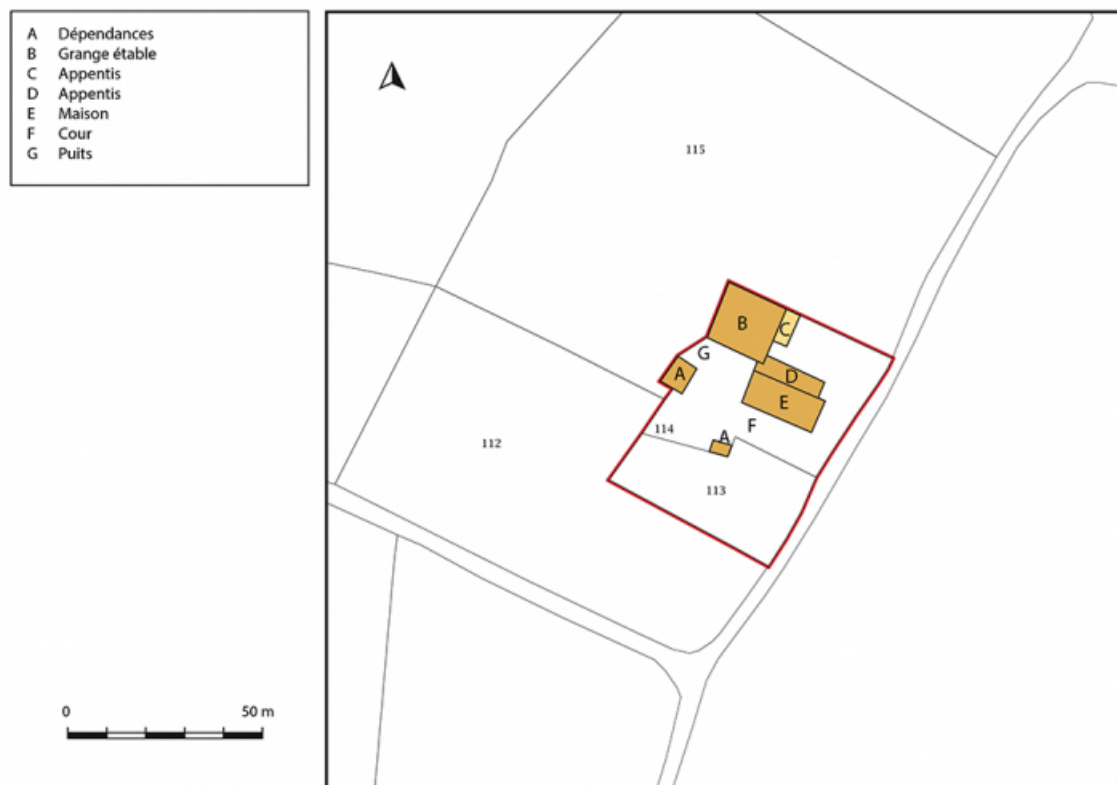 A Dépendances
B Grange étable
C Appentis
D Appentis
E Maison
F Cour
G Puits
115
B
C
G
A
D
E
F
114
A
112
113
0 50 m